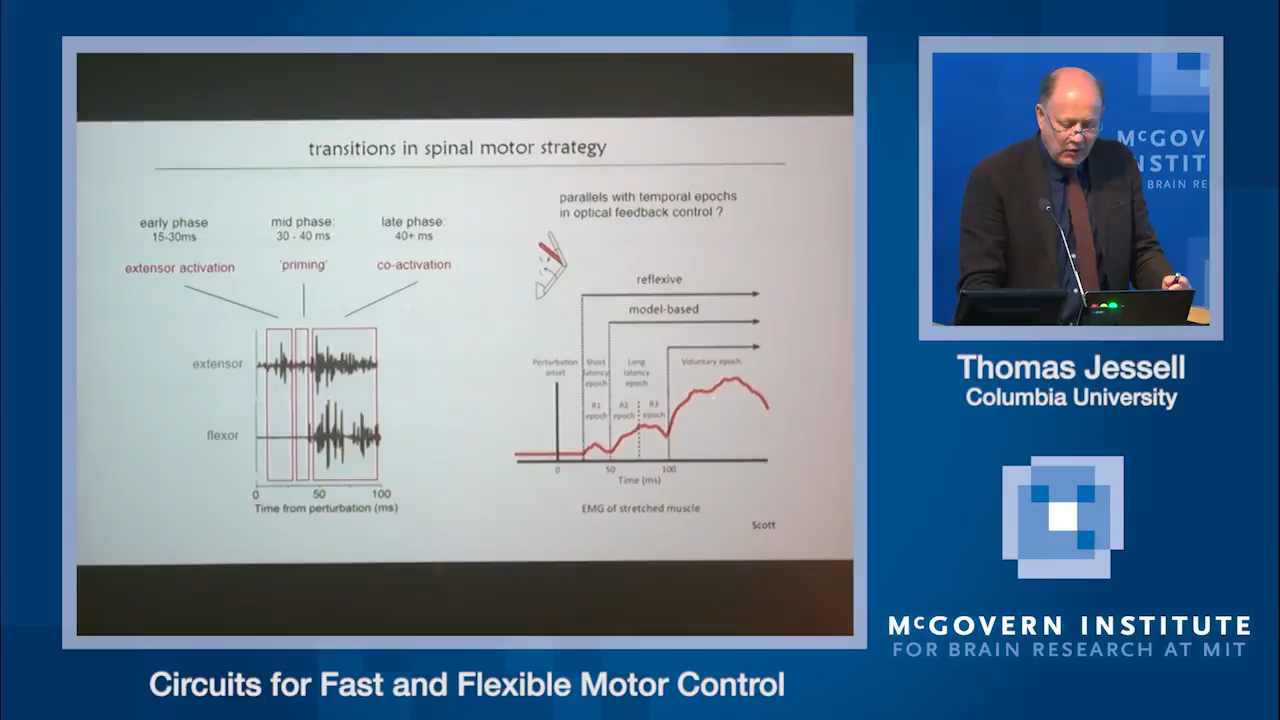 transitions in spinal motor strategy
early phase
15-30ms
extensor activation
mid phase:
30 - 40 ms
'priming'
late phase:
40+ ms
co-activation
extensor
flexor
0
50
100
Time from perturbation (ms)
parallels with temporal epochs
in optical feedback control ?
reflexive
model-based
Perturbation
onset
Short
latency
epoch
Long
latency
epoch
Voluntary epoch
R1
epoch
R2
epoch
R3
epoch
0
50
100
Time (ms)
EMG of stretched muscle
Scott
MCGOV
INSTIT
BRAIN RE
Thomas Jessell
Columbia University
McGOVERN INSTITUTE
FOR BRAIN RESEARCH AT MIT
Circuits for Fast and Flexible Motor Control